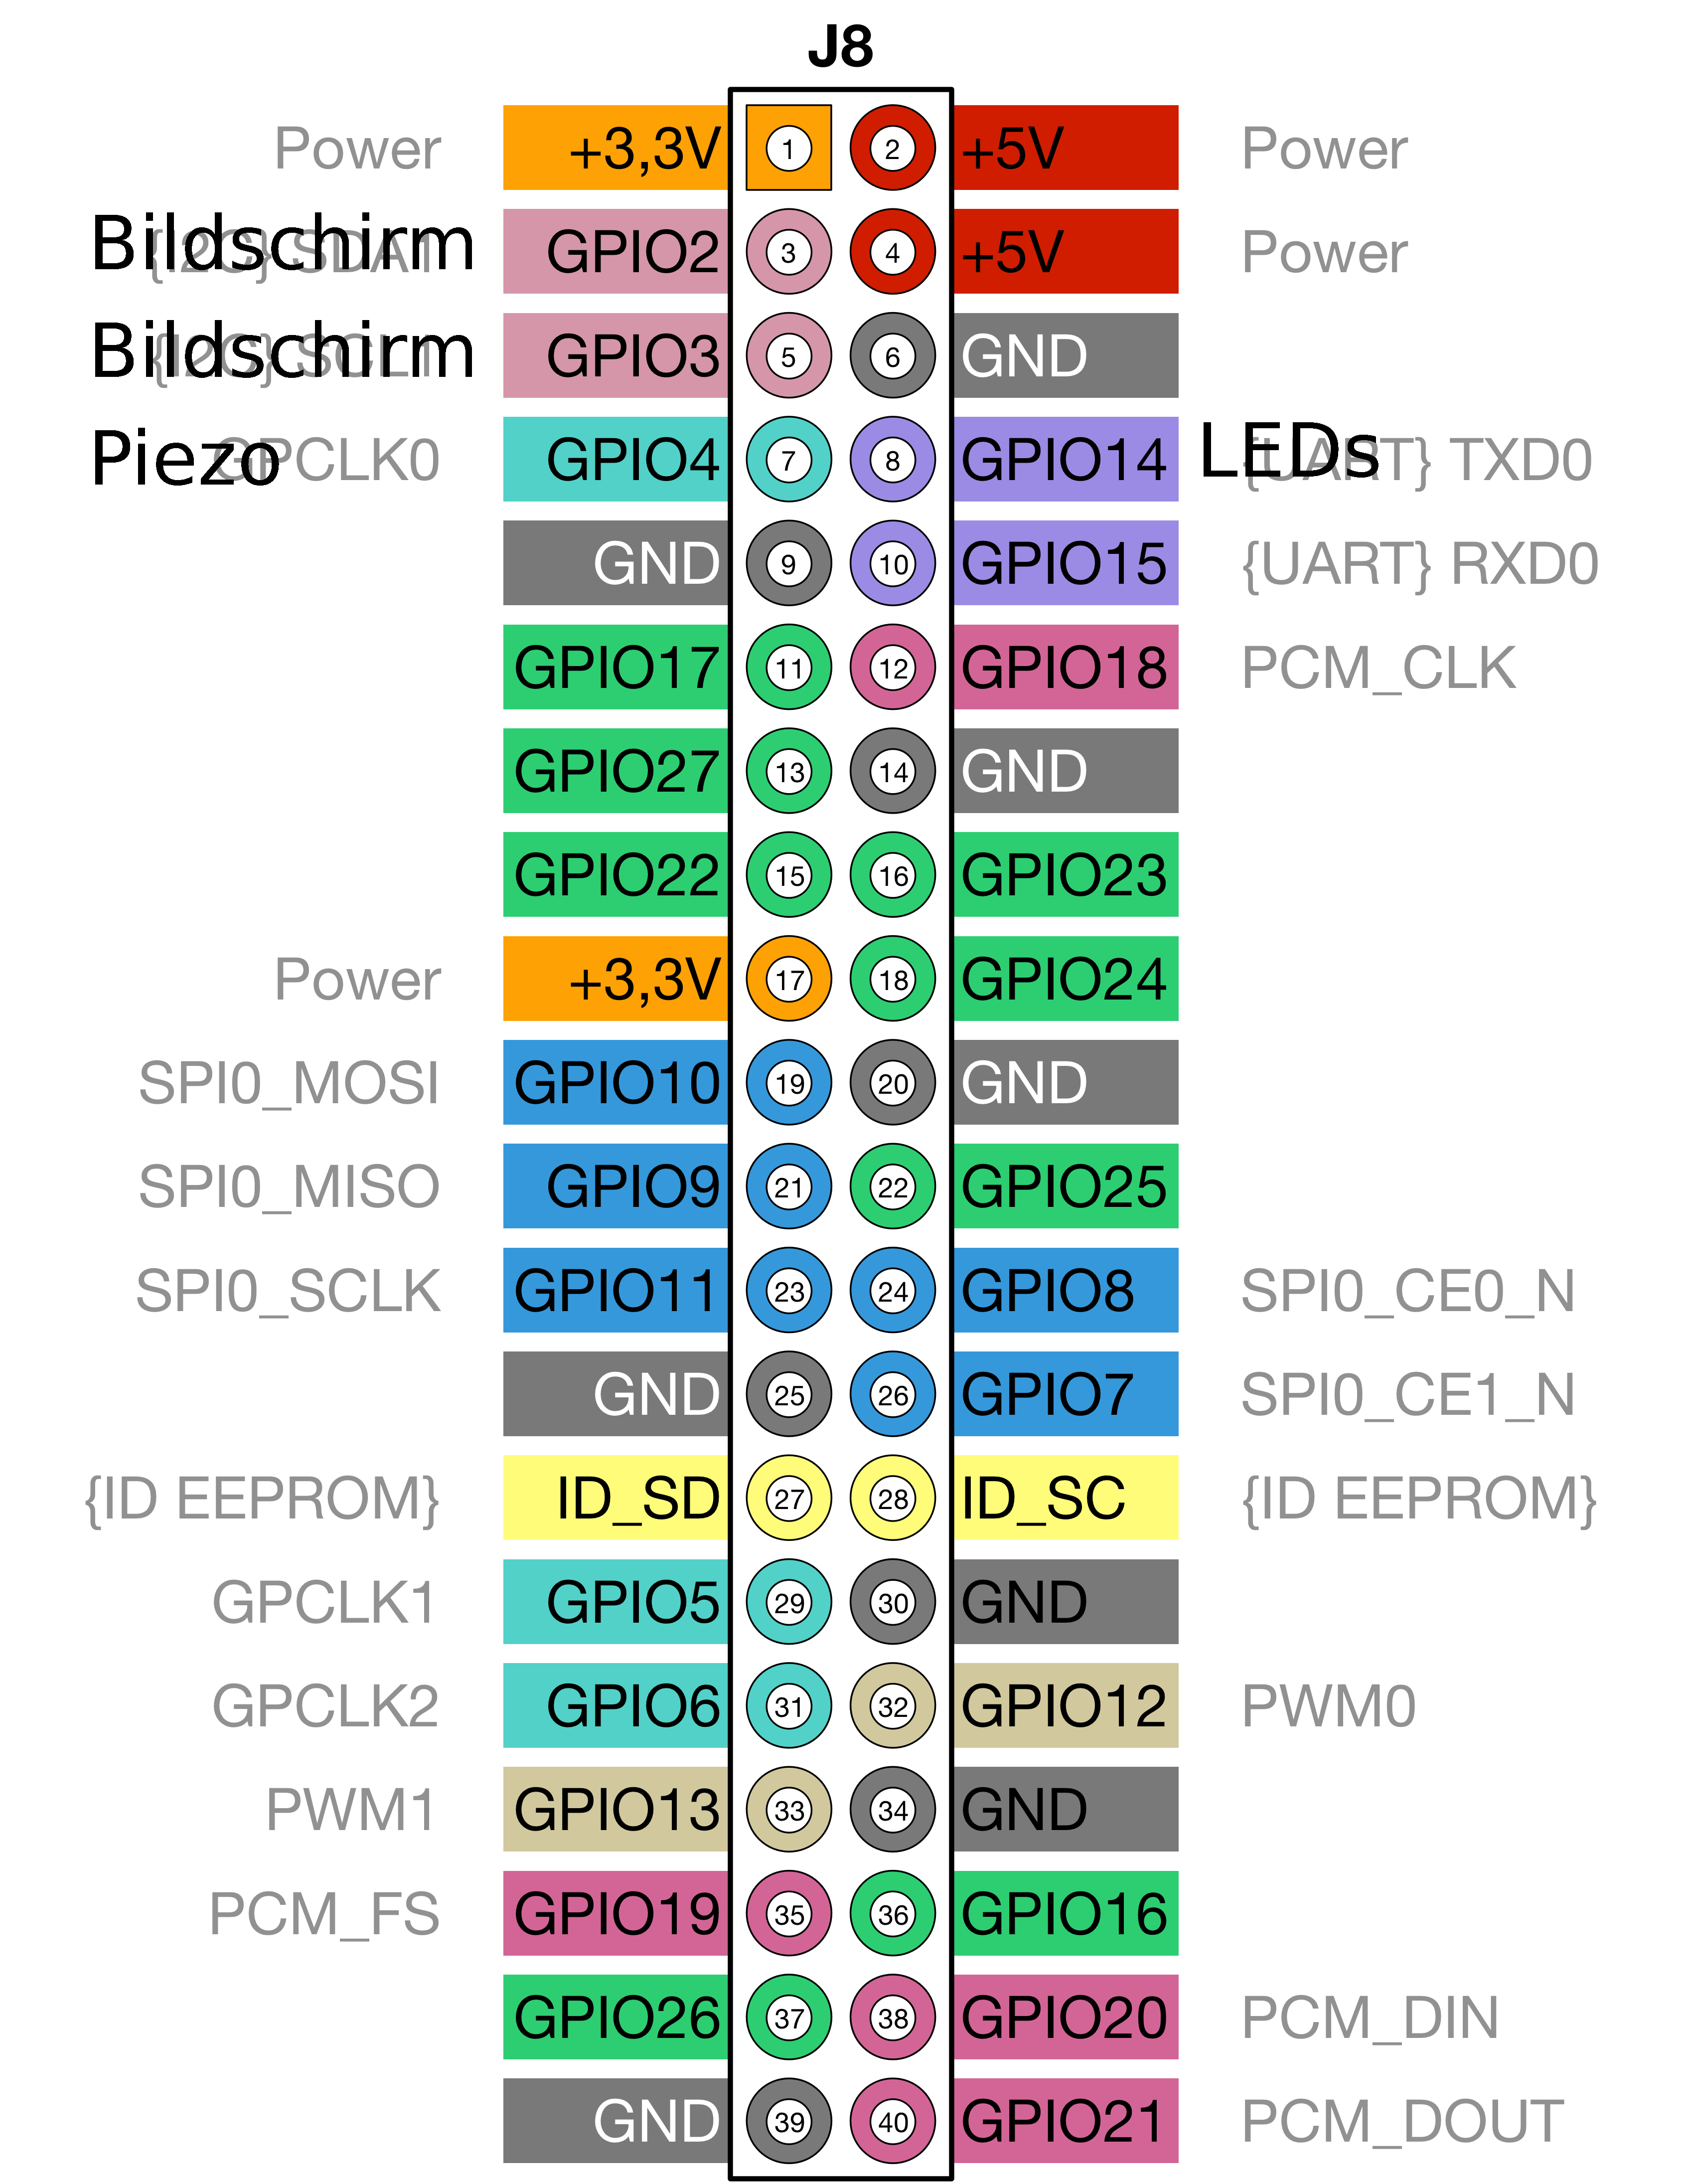 J8
Power +3,3V 1 2 +5V Power
Bildschirm {I2C} SDA1 GPIO2 3 4 +5V Power
Bildschirm {I2C} SCL1 GPIO3 5 6 GND
Piezo GPCLK0 GPIO4 7 8 GPIO14 LEDs {UART} TXD0
GND 9 10 GPIO15 {UART} RXD0
GPIO17 11 12 GPIO18 PCM_CLK
GPIO27 13 14 GND
GPIO22 15 16 GPIO23
Power +3,3V 17 18 GPIO24
SPI0_MOSI GPIO10 19 20 GND
SPI0_MISO GPIO9 21 22 GPIO25
SPI0_SCLK GPIO11 23 24 GPIO8 SPI0_CE0_N
GND 25 26 GPIO7 SPI0_CE1_N
{ID EEPROM} ID_SD 27 28 ID_SC {ID EEPROM}
GPCLK1 GPIO5 29 30 GND
GPCLK2 GPIO6 31 32 GPIO12 PWM0
PWM1 GPIO13 33 34 GND
PCM_FS GPIO19 35 36 GPIO16
GPIO26 37 38 GPIO20 PCM_DIN
GND 39 40 GPIO21 PCM_DOUT